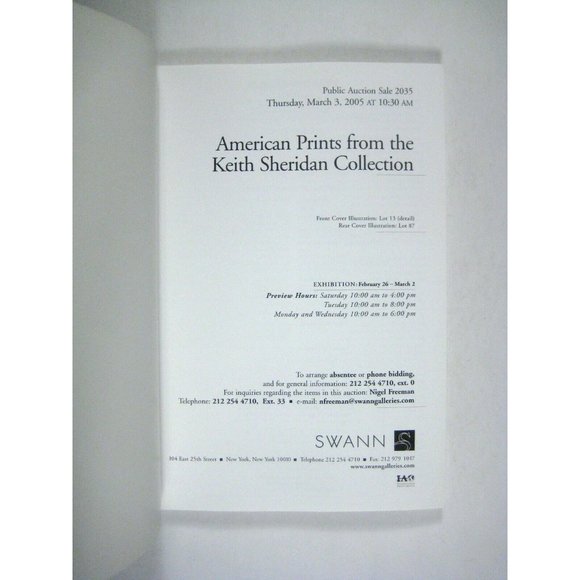 Public Auction Sale 2035
Thursday, March 3, 2005 AT 10:30 AM
American Prints from the
Keith Sheridan Collection
Front Cover Illustration: Lot 13 (detail)
Rear Cover Illustration: Lot 87
EXHIBITION: February 26 – March 2
Preview Hours: Saturday 10:00 am to 4:00 pm
Tuesday 10:00 am to 8:00 pm
Monday and Wednesday 10:00 am to 6:00 pm
To arrange absentee or phone bidding,
and for general information: 212 254 4710, ext. 0
For inquiries regarding the items in this auction: Nigel Freeman
Telephone: 212 254 4710, Ext. 33 ■ e-mail: nfreeman@swanngalleries.com
SWANN S
104 East 25th Street ■ New York, New York 10010 ■ Telephone 212 254 4710 ■ Fax: 212 979 1017
www.swanngalleries.com